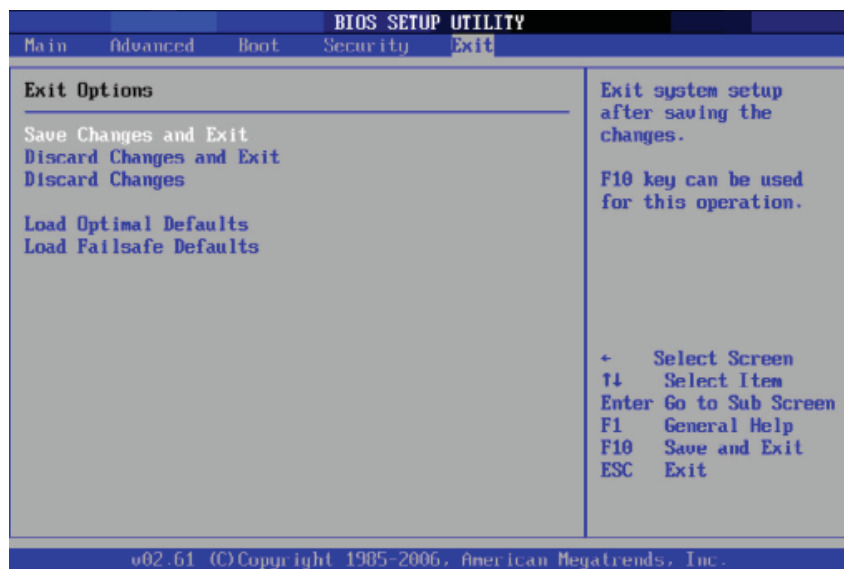 BIOS SETUP UTILITY
Main Advanced Boot Security Exit
Exit Options
Save Changes and Exit
Discard Changes and Exit
Discard Changes
Load Optimal Defaults
Load Failsafe Defaults
Exit system setup
after saving the
changes.
F10 key can be used
for this operation.
← Select Screen
↑↓ Select Item
Enter Go to Sub Screen
F1 General Help
F10 Save and Exit
ESC Exit
v02.61 (C)Copyright 1985-2006, American Megatrends, Inc.